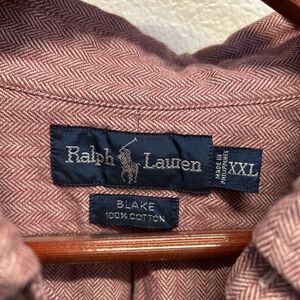 Ralph Lauren
MADE IN
PHILIPPINES
XXL
BLAKE
100% COTTON